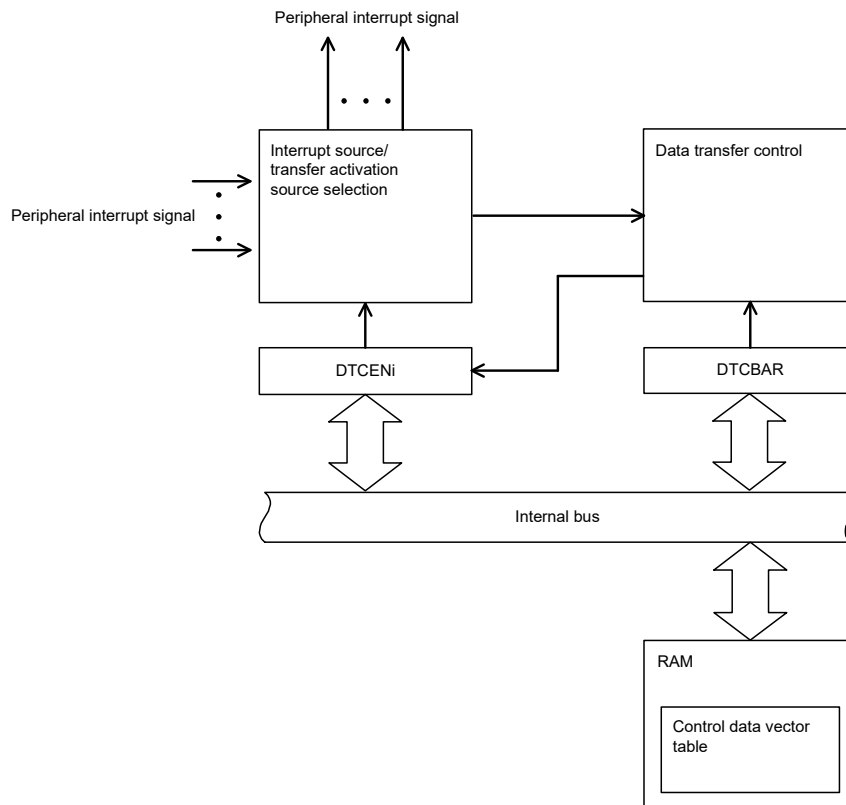 Peripheral interrupt signal
Interrupt source/
transfer activation
source selection
Data transfer control
Peripheral interrupt signal
DTCENi
DTCBAR
Internal bus
RAM
Control data vector
table